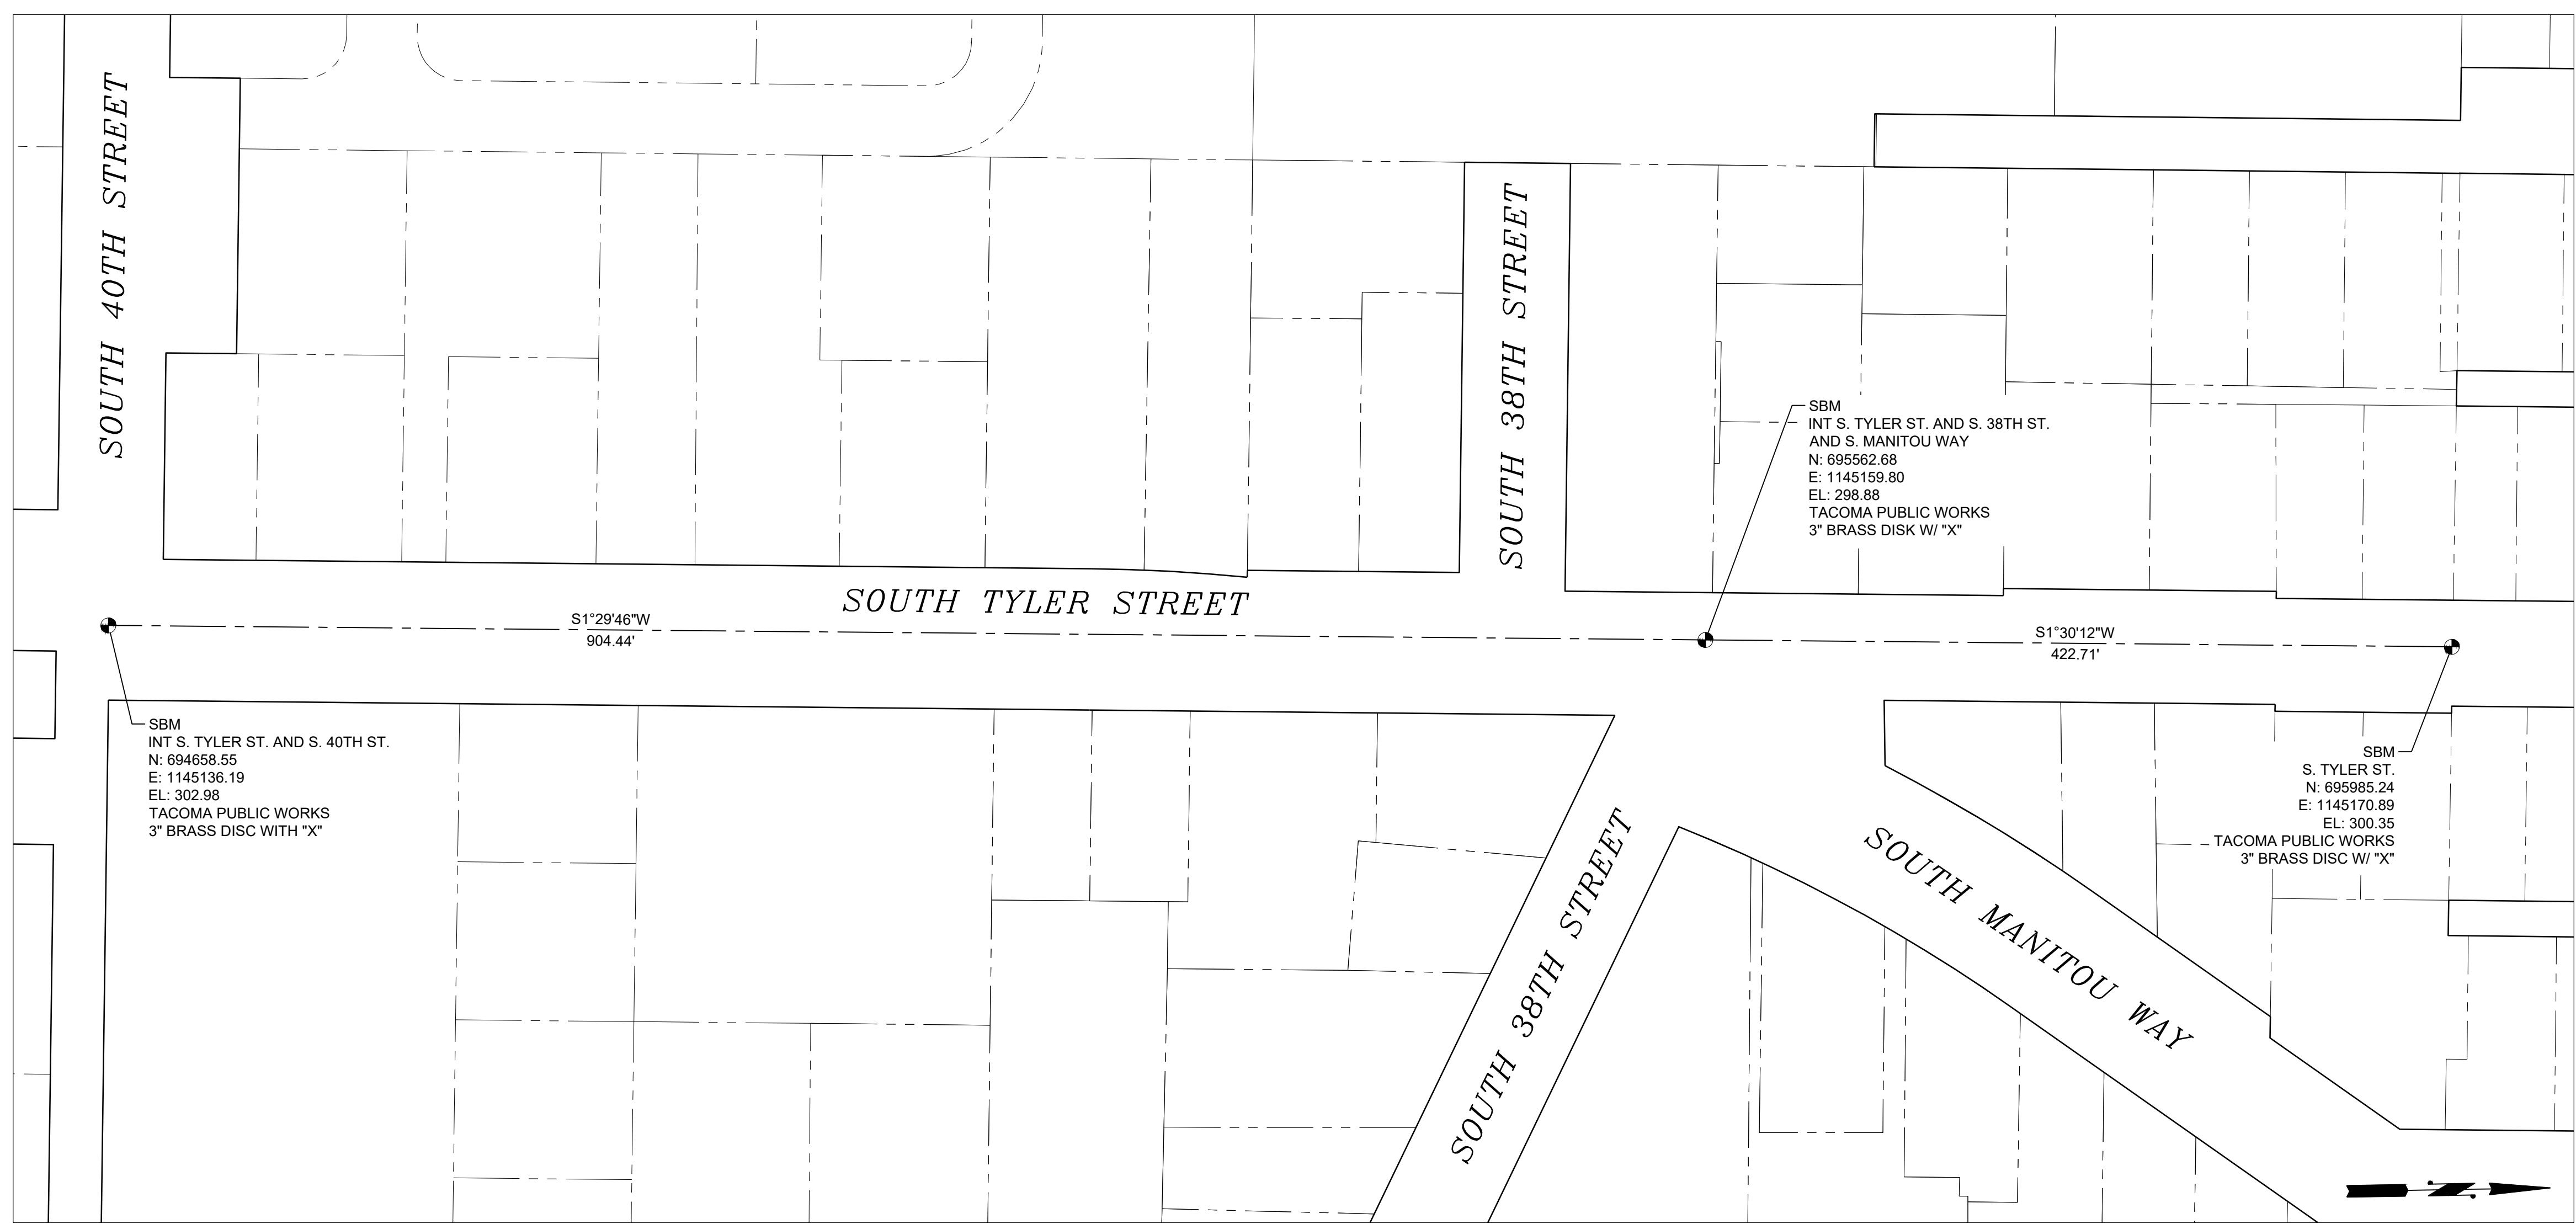 SOUTH 40TH STREET
SOUTH 38TH STREET
SBM
INT S. TYLER ST. AND S. 38TH ST.
AND S. MANITOU WAY
N: 695562.68
E: 1145159.80
EL: 298.88
TACOMA PUBLIC WORKS
3" BRASS DISK W/ "X"
SOUTH TYLER STREET
S1°29'46"W
904.44'
S1°30'12"W
422.71'
SBM
INT S. TYLER ST. AND S. 40TH ST.
N: 694658.55
E: 1145136.19
EL: 302.98
TACOMA PUBLIC WORKS
3" BRASS DISC WITH "X"
SBM
S. TYLER ST.
N: 695985.24
E: 1145170.89
EL: 300.35
TACOMA PUBLIC WORKS
3" BRASS DISC W/ "X"
SOUTH 38TH STREET
SOUTH MANITOU WAY